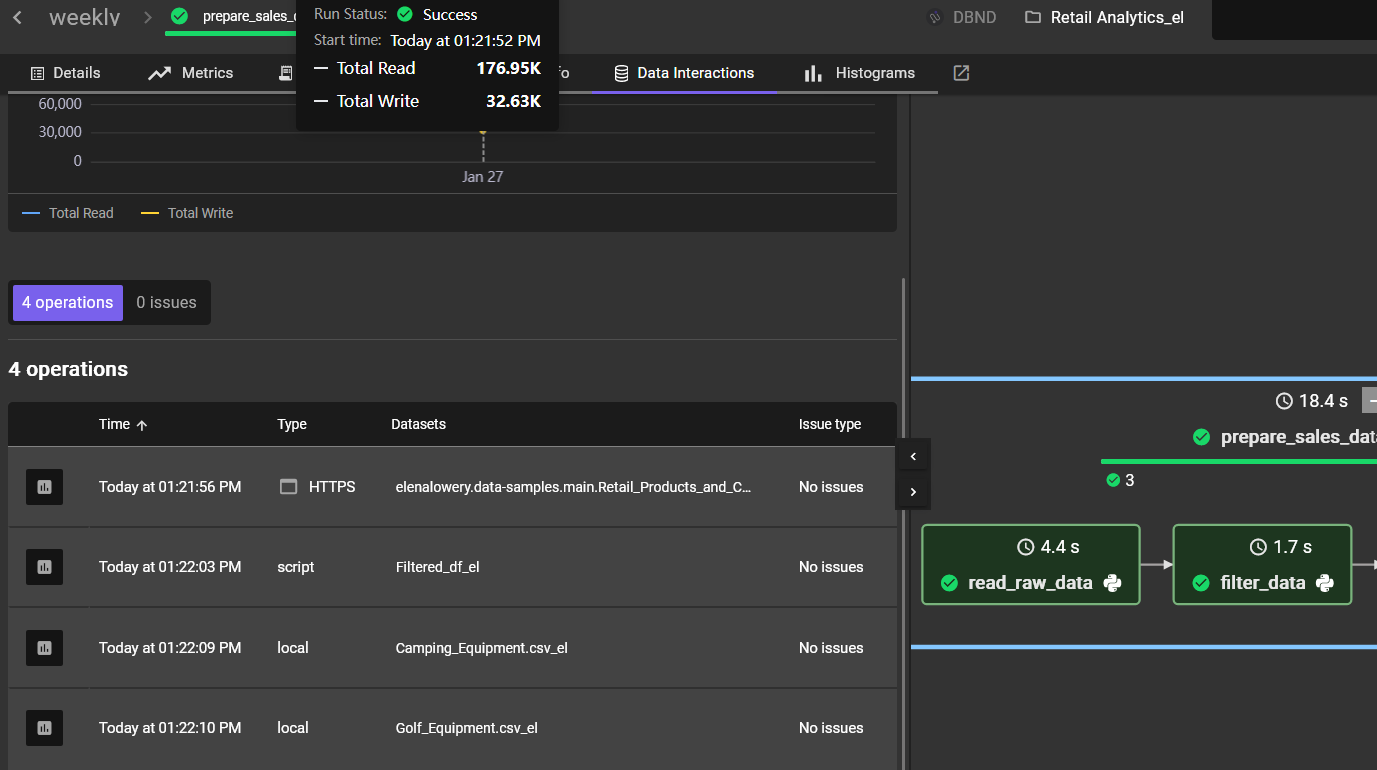 weekly
prepare_sales_
Run Status: Success
Start time: Today at 01:21:52 PM
Total Read 176.95K
Total Write 32.63K
DBND
Retail Analytics_el
Details
Metrics
Data Interactions
Histograms
60,000
30,000
0
Jan 27
Total Read
Total Write
4 operations
0 issues
4 operations
Time
Type
Datasets
Issue type
Today at 01:21:56 PM HTTPS elenalowery.data-samples.main.Retail_Products_and_C... No issues
Today at 01:22:03 PM script Filtered_df_el No issues
Today at 01:22:09 PM local Camping_Equipment.csv_el No issues
Today at 01:22:10 PM local Golf_Equipment.csv_el No issues
18.4 s
prepare_sales_data
3
4.4 s
read_raw_data
1.7 s
filter_data